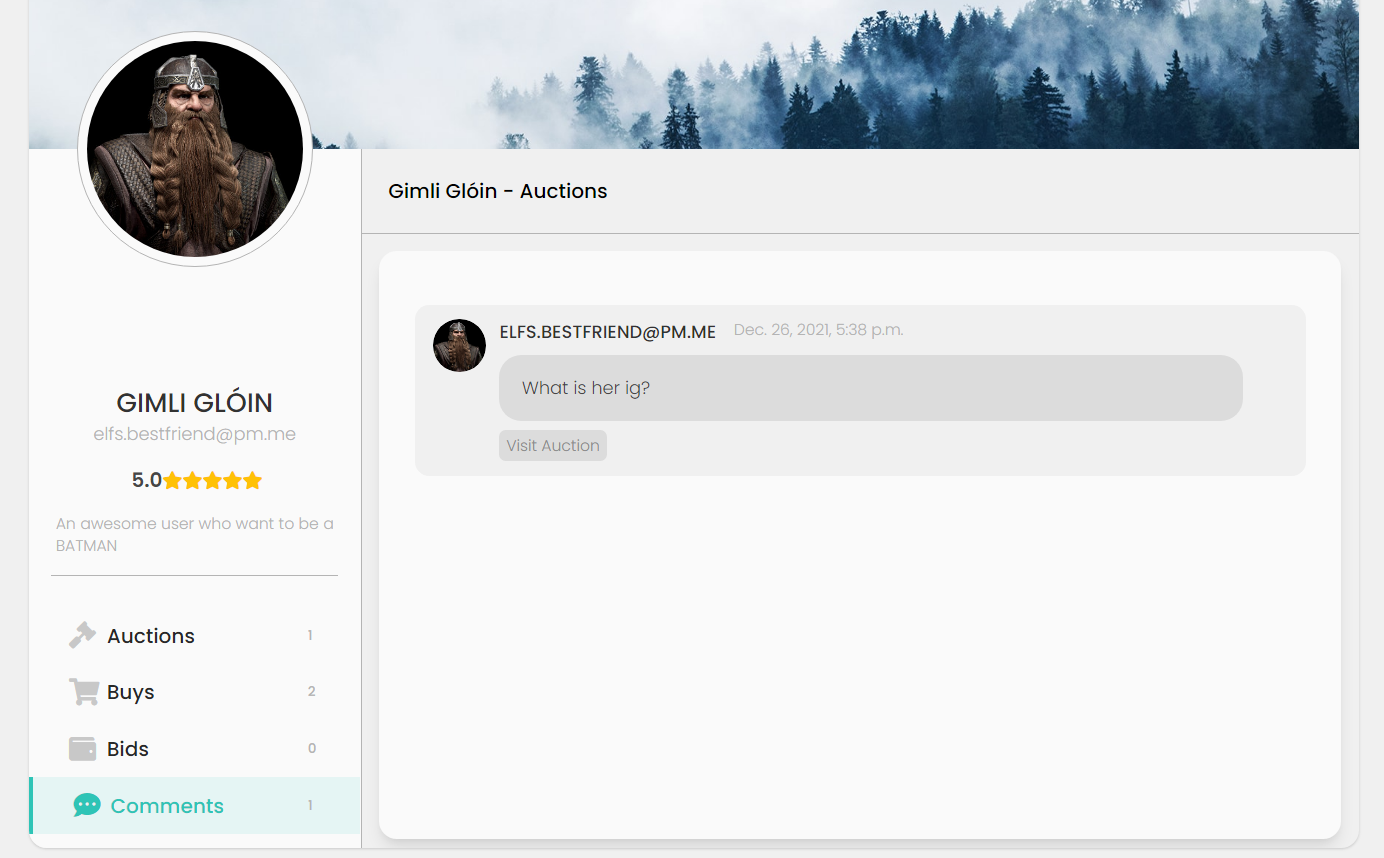 Gimli Glóin - Auctions
GIMLI GLÓIN
elfs.bestfriend@pm.me
5.0
An awesome user who want to be a
BATMAN
Auctions 1
Buys 2
Bids 0
Comments 1
ELFS.BESTFRIEND@PM.ME Dec. 26, 2021, 5:38 p.m.
What is her ig?
Visit Auction